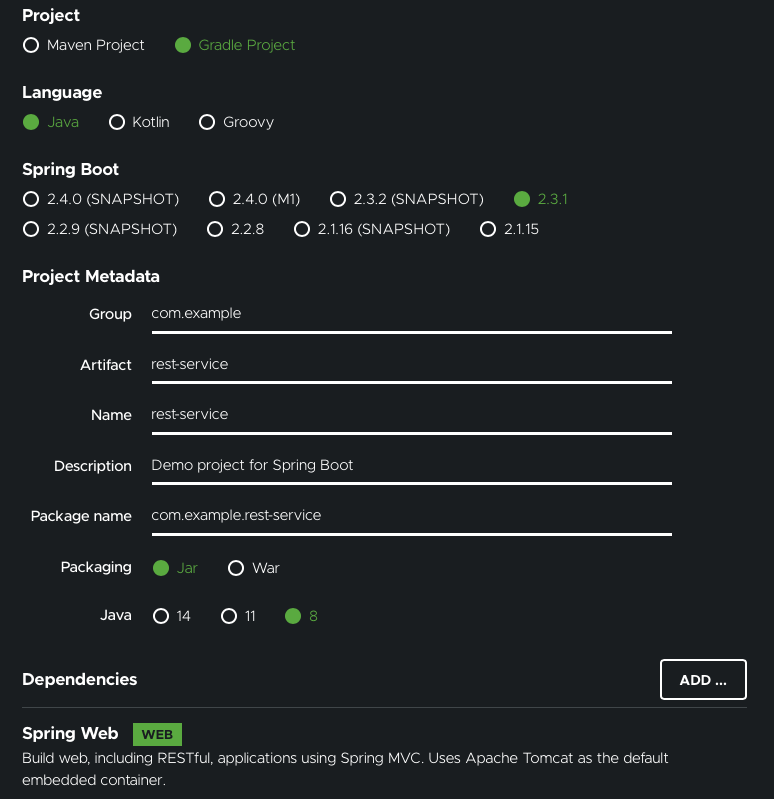 Project
Maven Project Gradle Project
Language
Java Kotlin Groovy
Spring Boot
2.4.0 (SNAPSHOT) 2.4.0 (M1) 2.3.2 (SNAPSHOT) 2.3.1
2.2.9 (SNAPSHOT) 2.2.8 2.1.16 (SNAPSHOT) 2.1.15
Project Metadata
Group com.example
Artifact rest-service
Name rest-service
Description Demo project for Spring Boot
Package name com.example.rest-service
Packaging Jar War
Java 14 11 8
Dependencies ADD ...
Spring Web WEB
Build web, including RESTful, applications using Spring MVC. Uses Apache Tomcat as the default
embedded container.